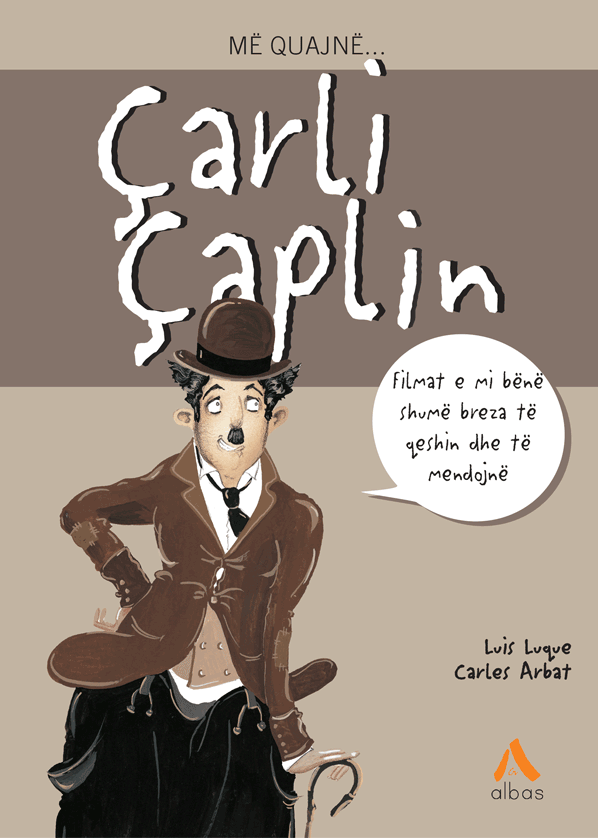 MË QUAJNË...
Çarli
Çaplin
Filmat e mi bënë
shumë breza të
qeshin dhe të
mendojnë
Luis Luque
Carles Arbat
albas